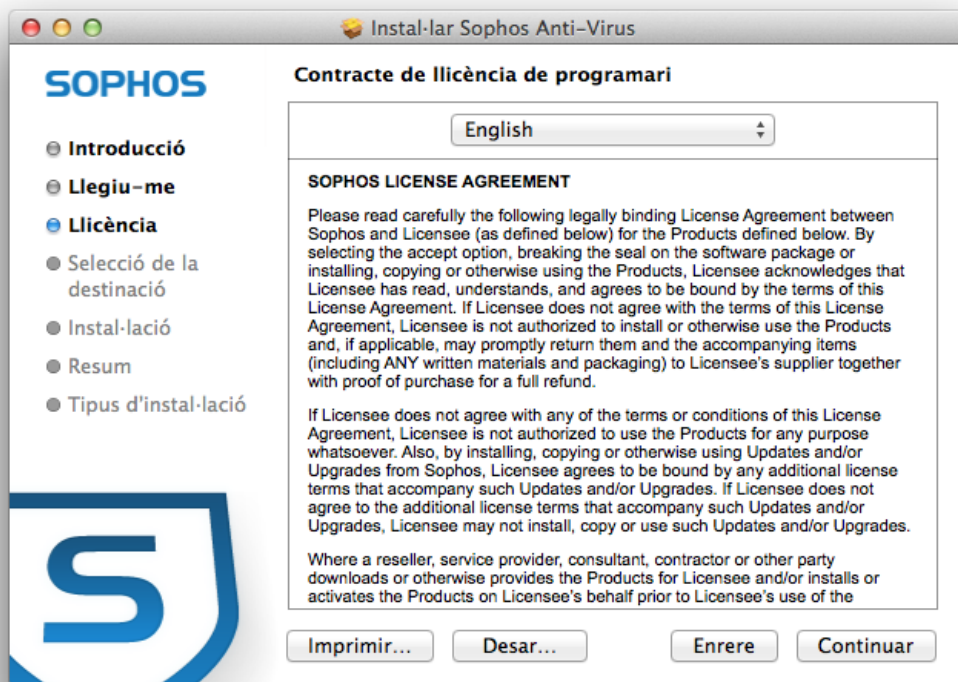 Instal·lar Sophos Anti-Virus
SOPHOS
Introducció
Llegiu-me
Llicència
Selecció de la
destinació
Instal·lació
Resum
Tipus d'instal·lació
S
Contracte de llicència de programari
English
SOPHOS LICENSE AGREEMENT
Please read carefully the following legally binding License Agreement between
Sophos and Licensee (as defined below) for the Products defined below. By
selecting the accept option, breaking the seal on the software package or
installing, copying or otherwise using the Products, Licensee acknowledges that
Licensee has read, understands, and agrees to be bound by the terms of this
License Agreement. If Licensee does not agree with the terms of this License
Agreement, Licensee is not authorized to install or otherwise use the Products
and, if applicable, may promptly return them and the accompanying items
(including ANY written materials and packaging) to Licensee's supplier together
with proof of purchase for a full refund.
If Licensee does not agree with any of the terms or conditions of this License
Agreement, Licensee is not authorized to use the Products for any purpose
whatsoever. Also, by installing, copying or otherwise using Updates and/or
Upgrades from Sophos, Licensee agrees to be bound by any additional license
terms that accompany such Updates and/or Upgrades. If Licensee does not
agree to the additional license terms that accompany such Updates and/or
Upgrades, Licensee may not install, copy or use such Updates and/or Upgrades.
Where a reseller, service provider, consultant, contractor or other party
downloads or otherwise provides the Products for Licensee and/or installs or
activates the Products on Licensee's behalf prior to Licensee's use of the
Imprimir...
Desar...
Enrere
Continuar